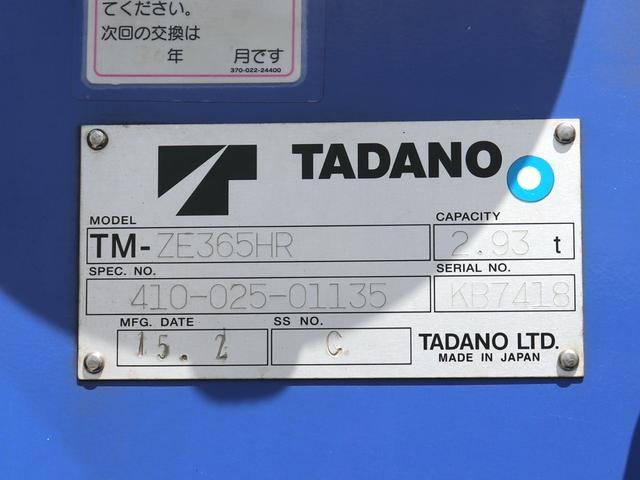 てください。
次回の交換は
年 月です
370-022-24400
TADANO
MODEL CAPACITY
TM-ZE365HR 2.93 t
SPEC. NO. SERIAL NO.
410-025-01135 KB7418
MFG. DATE SS NO.
15.2 C
TADANO LTD.
MADE IN JAPAN